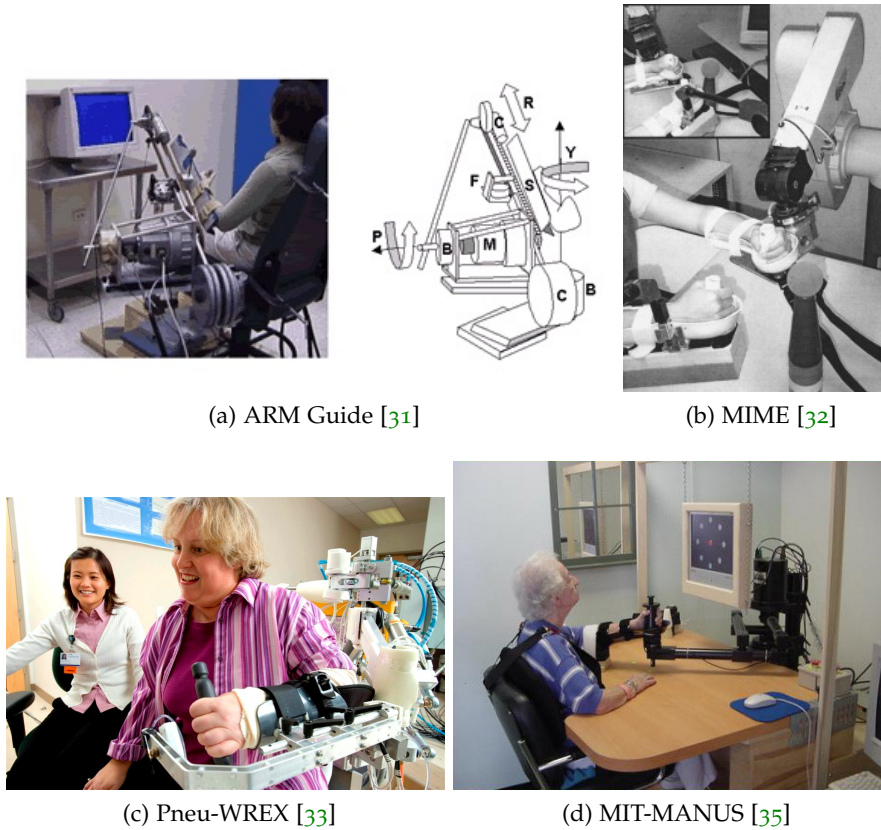 R
C
Y
F
S
P
B
M
C
B
(a) ARM Guide [31]
(b) MIME [32]
(c) Pneu-WREX [33]
(d) MIT-MANUS [35]